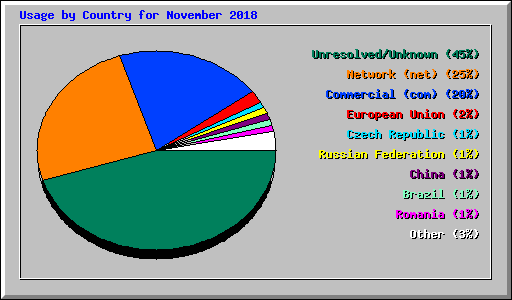 Usage by Country for November 2018
Unresolved/Unknown (45%)
Network (net) (25%)
Commercial (com) (20%)
European Union (2%)
Czech Republic (1%)
Russian Federation (1%)
China (1%)
Brazil (1%)
Romania (1%)
Other (3%)